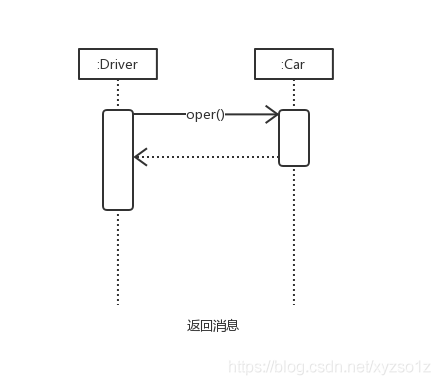 :Driver
:Car
oper()
返回消息
https://blog.csdn.net/xyzso1z